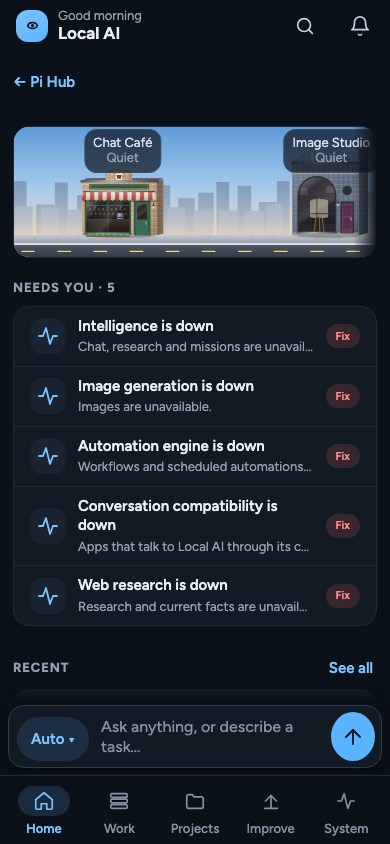 Good morning
Local AI
← Pi Hub
Chat Café
Quiet
Image Studio
Quiet
NEEDS YOU · 5
Intelligence is down
Chat, research and missions are unavail...
Fix
Image generation is down
Images are unavailable.
Fix
Automation engine is down
Workflows and scheduled automations...
Fix
Conversation compatibility is
down
Apps that talk to Local AI through its c...
Fix
Web research is down
Research and current facts are unavail...
Fix
RECENT
See all
Auto ▾
Ask anything, or describe a
task...
Home
Work
Projects
Improve
System